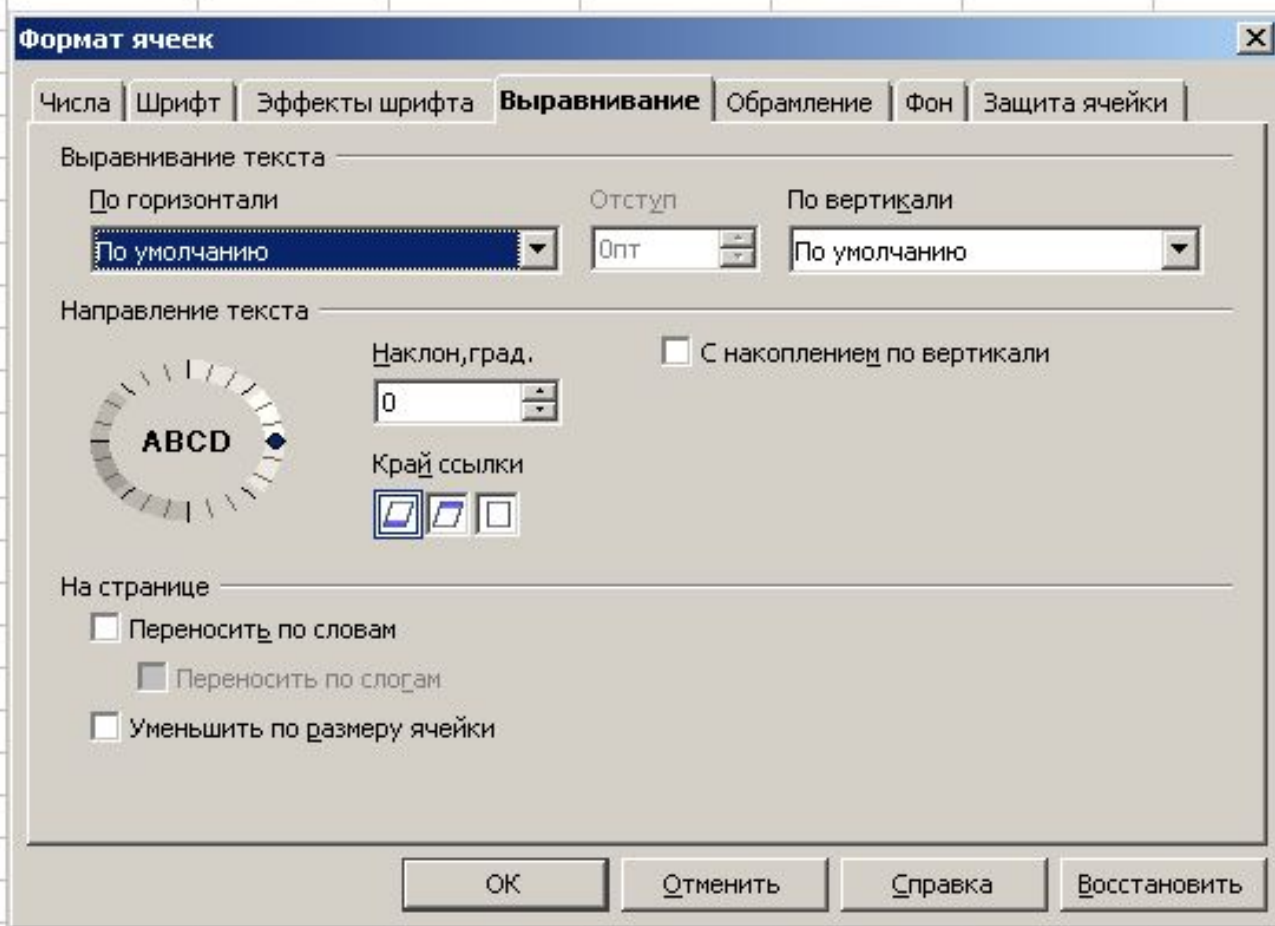 Формат ячеек
Числа Шрифт Эффекты шрифта Выравнивание Обрамление Фон Защита ячейки
Выравнивание текста
По горизонтали Отступ По вертикали
По умолчанию 0пт По умолчанию
Направление текста
Наклон,град. С накоплением по вертикали
0
ABCD
Край ссылки
На странице
Переносить по словам
Переносить по слогам
Уменьшить по размеру ячейки
ОК Отменить Справка Восстановить